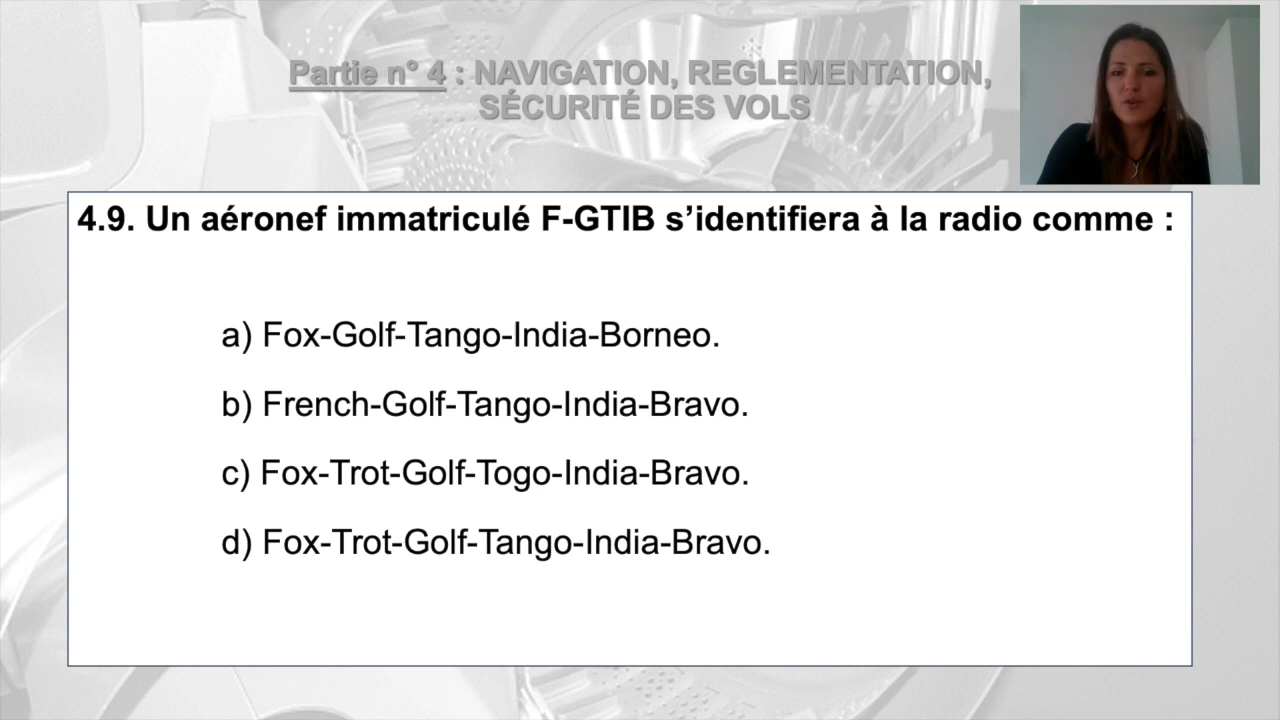 Partie n° 4 : NAVIGATION, REGLEMENTATION,
SÉCURITÉ DES VOLS
4.9. Un aéronef immatriculé F-GTIB s’identifiera à la radio comme :
a) Fox-Golf-Tango-India-Borneo.
b) French-Golf-Tango-India-Bravo.
c) Fox-Trot-Golf-Togo-India-Bravo.
d) Fox-Trot-Golf-Tango-India-Bravo.